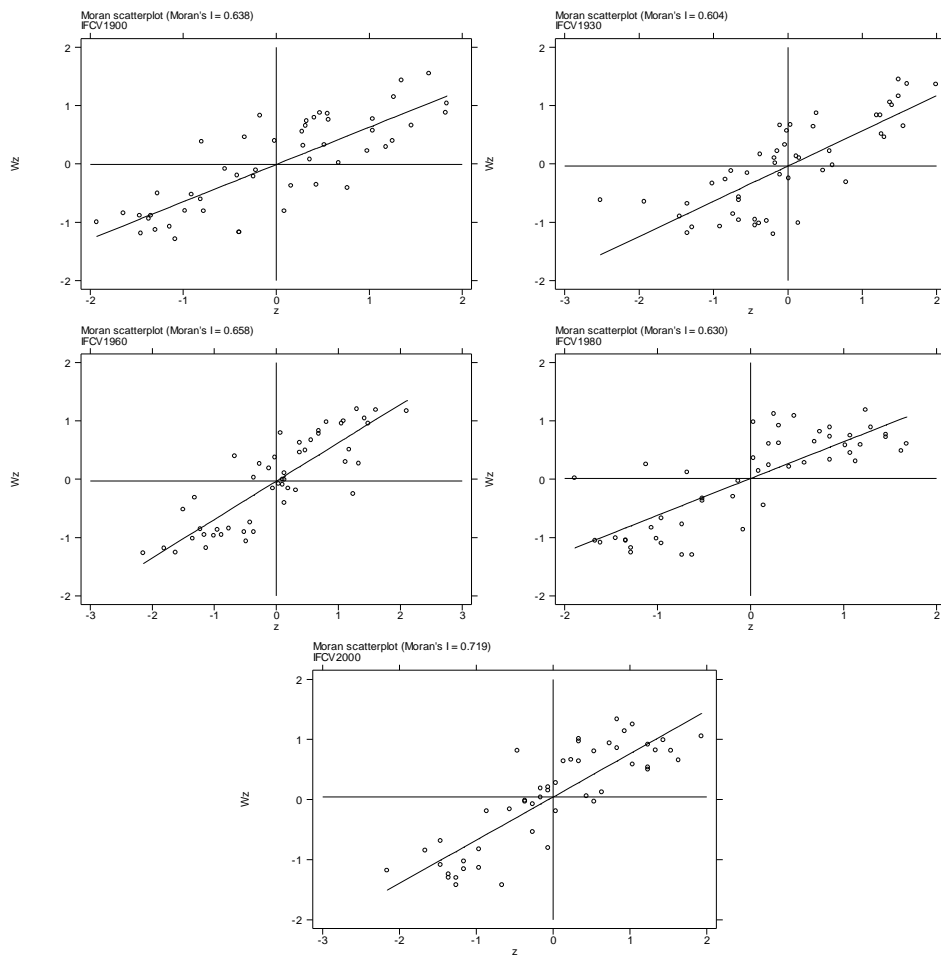 Moran scatterplot (Moran's I = 0.638)
IFCV1900
2
1
0
-1
-2
Wz
-2
-1
0
1
2
z
Moran scatterplot (Moran's I = 0.604)
IFCV1930
2
1
0
-1
-2
Wz
-3
-2
-1
0
1
2
z
Moran scatterplot (Moran's I = 0.658)
IFCV1960
2
1
0
-1
-2
Wz
-3
-2
-1
0
1
2
3
z
Moran scatterplot (Moran's I = 0.630)
IFCV1980
2
1
0
-1
-2
Wz
-2
-1
0
1
2
z
Moran scatterplot (Moran's I = 0.719)
IFCV2000
2
1
0
-1
-2
Wz
-3
-2
-1
0
1
2
z